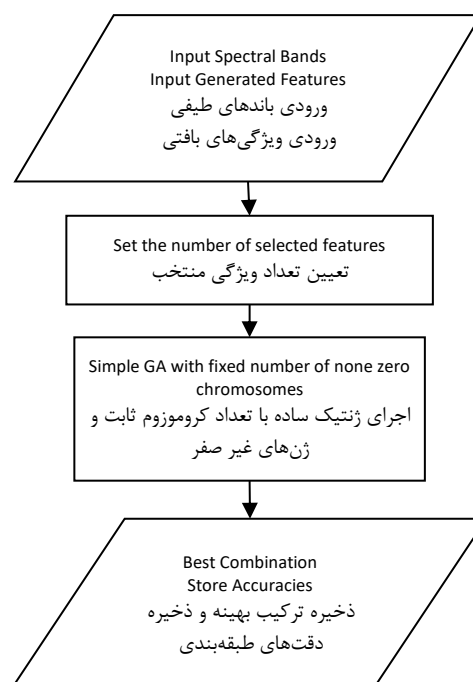 Input Spectral Bands
Input Generated Features
ورودی باندهای طیفی
ورودی ویژگی‌های بافتی
Set the number of selected features
تعیین تعداد ویژگی منتخب
Simple GA with fixed number of none zero
chromosomes
اجرای ژنتیک ساده با تعداد کروموزوم ثابت و
ژن‌های غیر صفر
Best Combination
Store Accuracies
ذخیره ترکیب بهینه و ذخیره
دقت‌های طبقه‌بندی